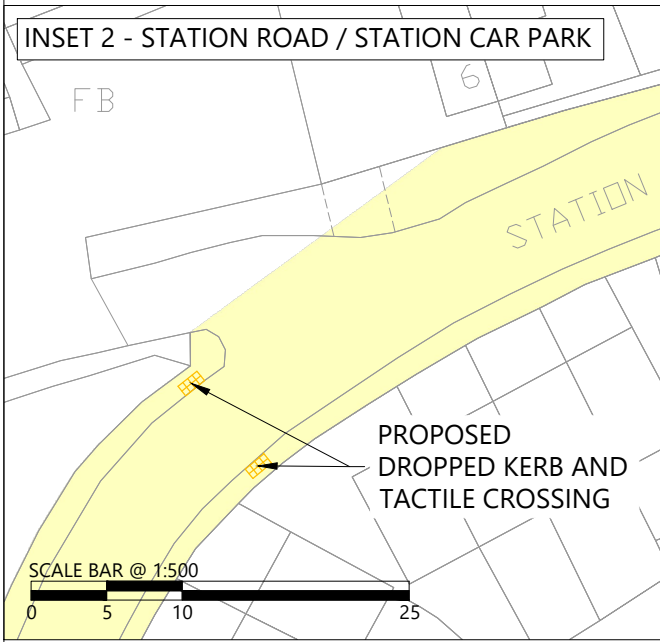 INSET 2 - STATION ROAD / STATION CAR PARK
FB
6
STATION
PROPOSED
DROPPED KERB AND
TACTILE CROSSING
SCALE BAR @ 1:500
0 5 10 25